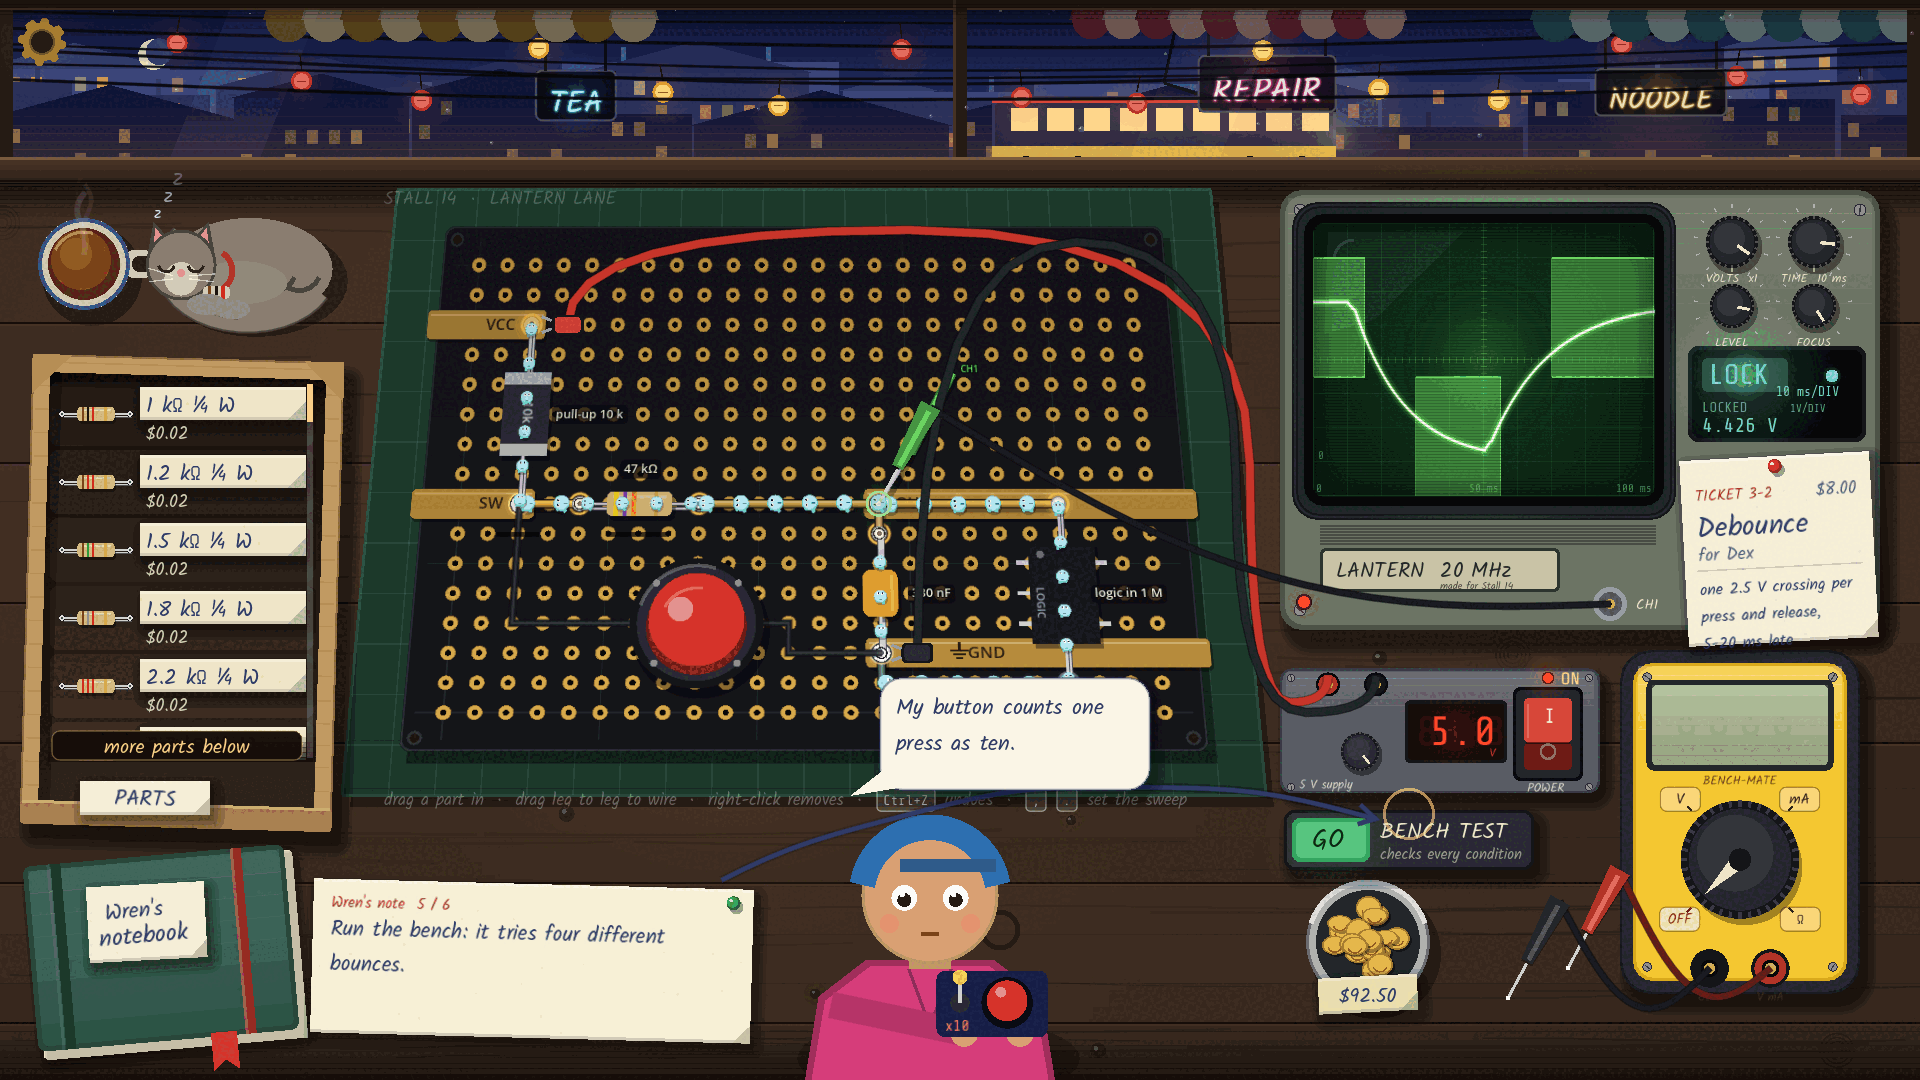 TEA
REPAIR
NOODLE
STALL 14 · LANTERN LANE
z
z
z
VCC
10k
pull-up 10 k
47 kΩ
SW
CH1
330 nF
LOGIC
logic in 1 M
GND
My button counts one
press as ten.
drag a part in · drag leg to leg to wire · right-click removes · Ctrl+Z undoes · , . set the sweep
1 kΩ ¼ W
$0.02
1.2 kΩ ¼ W
$0.02
1.5 kΩ ¼ W
$0.02
1.8 kΩ ¼ W
$0.02
2.2 kΩ ¼ W
$0.02
more parts below
PARTS
Wren's
notebook
Wren's note 5 / 6
Run the bench: it tries four different
bounces.
x10
0
0
50 ms
100 ms
VOLTS x1
TIME 10 ms
LEVEL
FOCUS
LOCK
10 ms/DIV
LOCKED
1V/DIV
4.426 V
LANTERN 20 MHz
made for Stall 14
CH1
TICKET 3-2
$8.00
Debounce
for Dex
one 2.5 V crossing per
press and release,
5-20 ms late
ON
5.0
V
I
5 V supply
POWER
GO
BENCH TEST
checks every condition
$92.50
BENCH-MATE
V
mA
OFF
Ω